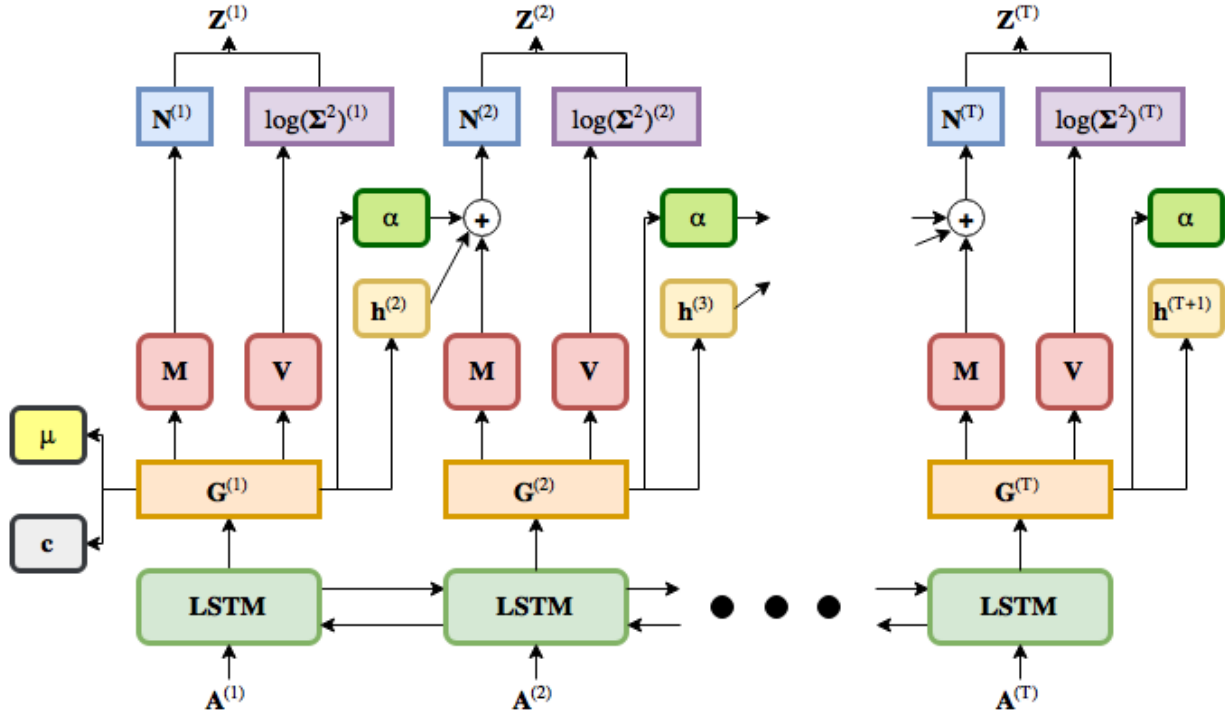 Z^(1) Z^(2) Z^(T)
N^(1) log(Σ²)^(1) N^(2) log(Σ²)^(2) N^(T) log(Σ²)^(T)
α + α + α
h^(2) h^(3) h^(T+1)
M V M V M V
μ
G^(1) G^(2) G^(T)
c
LSTM LSTM LSTM
A^(1) A^(2) A^(T)